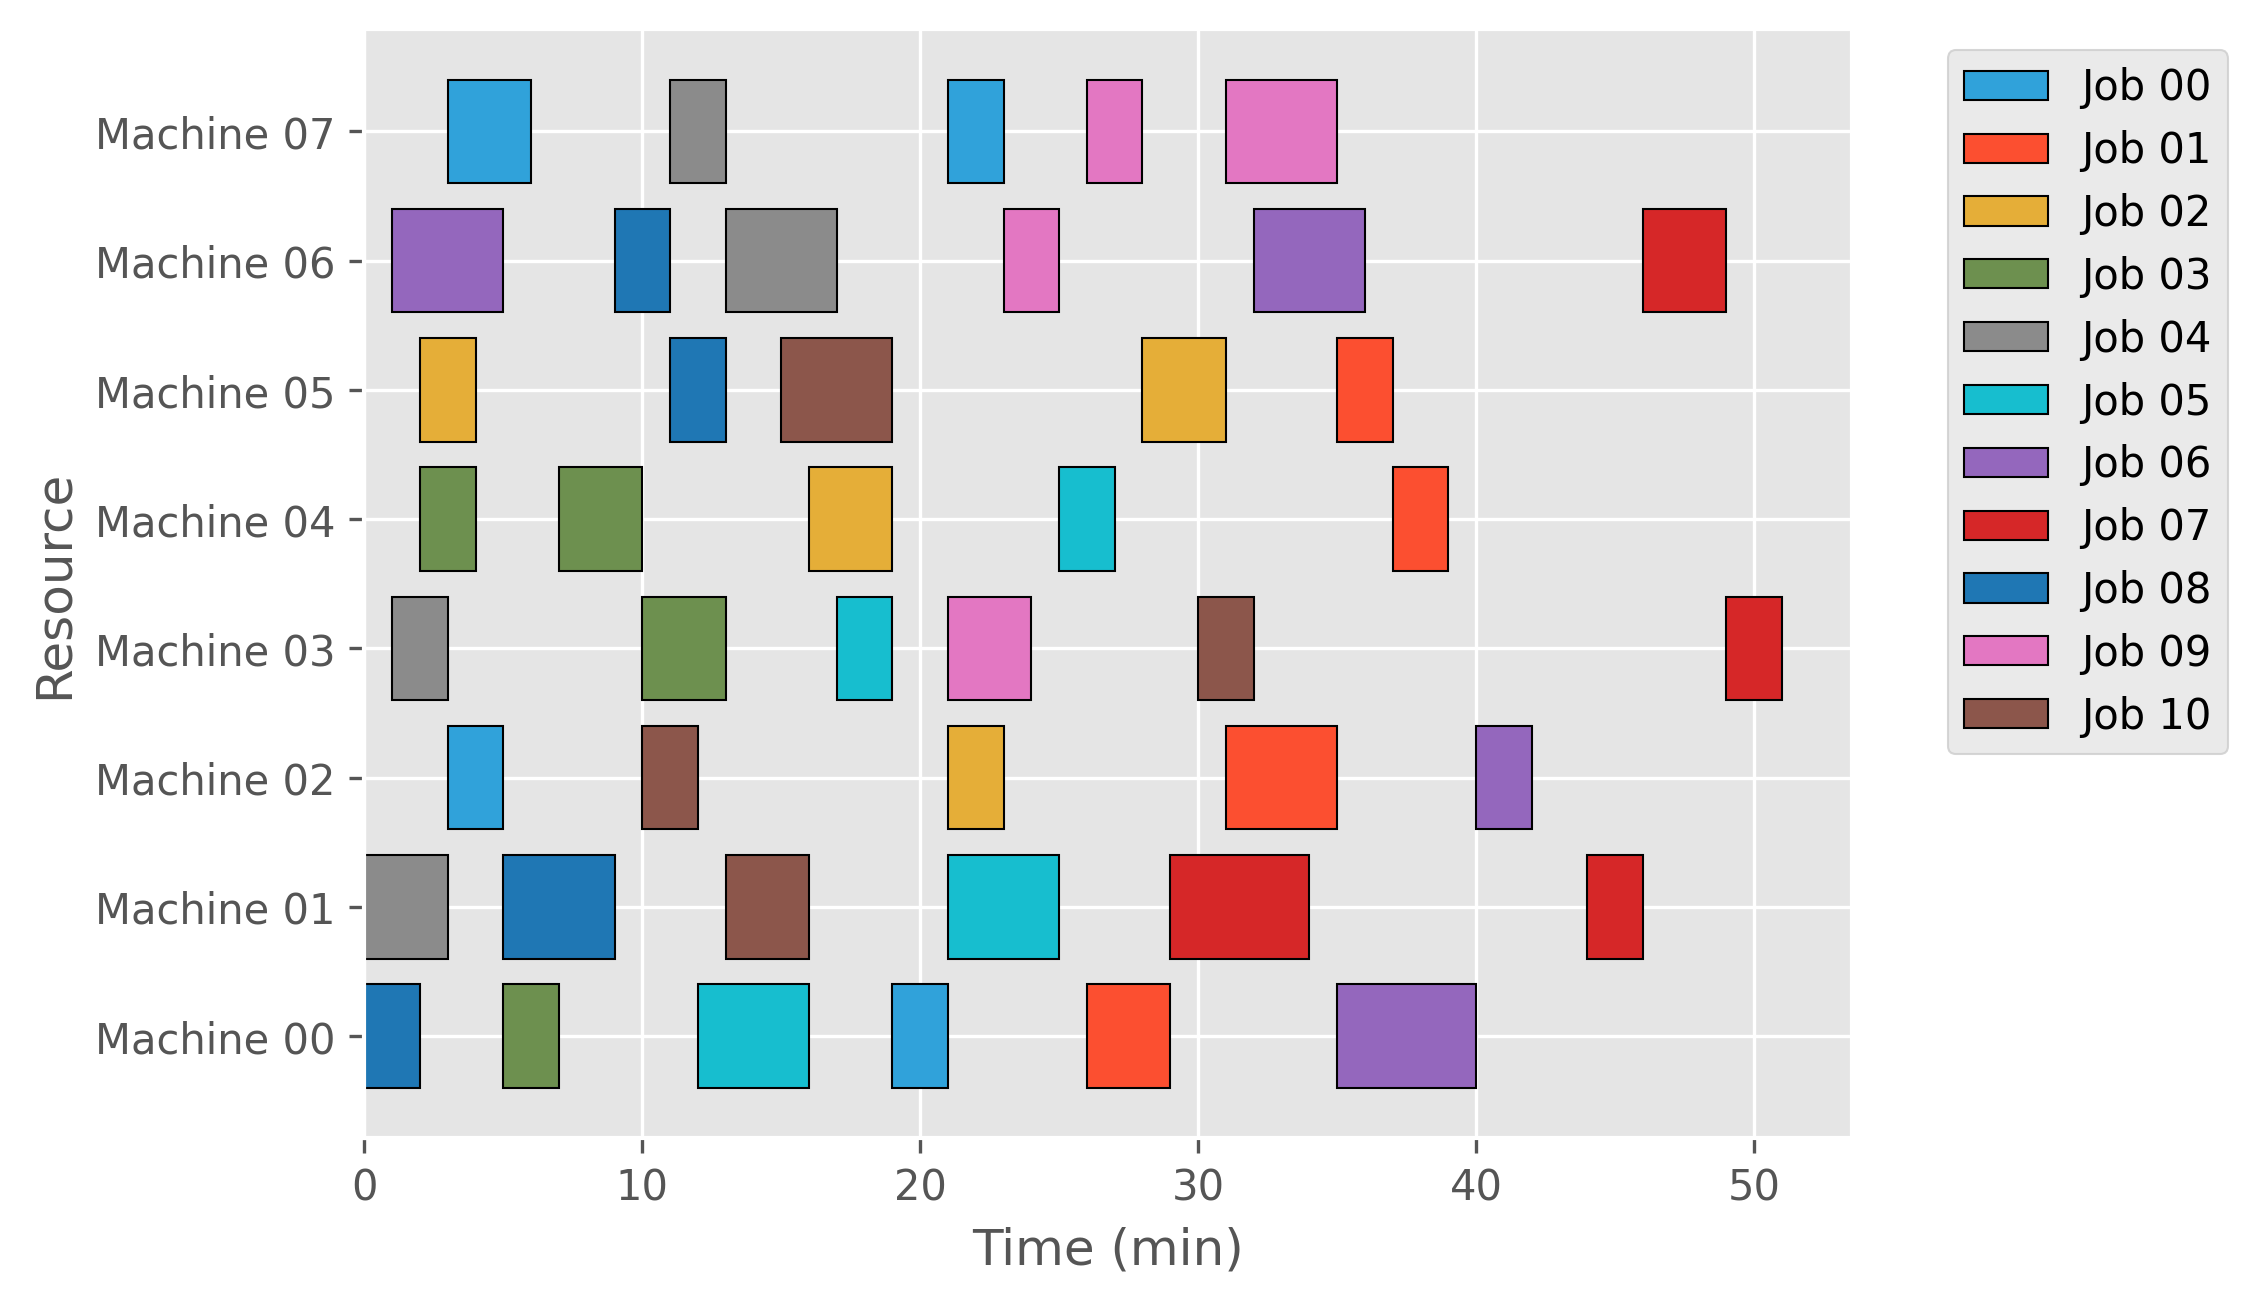 Machine 07
Machine 06
Machine 05
Machine 04
Machine 03
Machine 02
Machine 01
Machine 00
Resource
0 10 20 30 40 50
Time (min)
Job 00
Job 01
Job 02
Job 03
Job 04
Job 05
Job 06
Job 07
Job 08
Job 09
Job 10